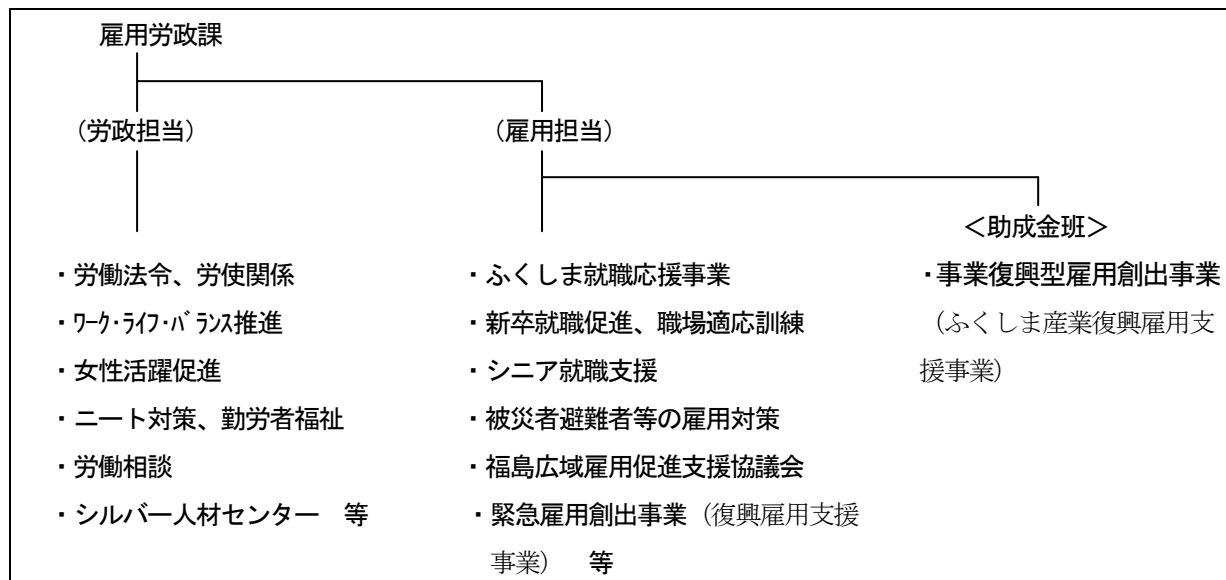 雇用労政課
（労政担当）
・労働法令、労使関係
・ﾜｰｸ･ﾗｲﾌ･ﾊﾞﾗﾝｽ推進
・女性活躍促進
・ニート対策、勤労者福祉
・労働相談
・シルバー人材センター　等
（雇用担当）
・ふくしま就職応援事業
・新卒就職促進、職場適応訓練
・シニア就職支援
・被災者避難者等の雇用対策
・福島広域雇用促進支援協議会
・緊急雇用創出事業（復興雇用支援
事業）　等
＜助成金班＞
・事業復興型雇用創出事業
（ふくしま産業復興雇用支
援事業）